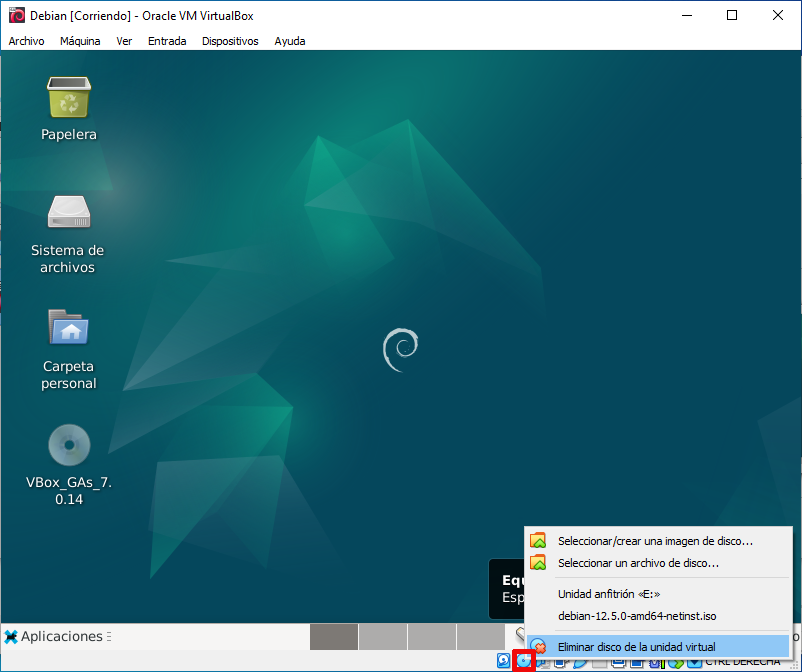 Debian [Corriendo] - Oracle VM VirtualBox
Archivo Máquina Ver Entrada Dispositivos Ayuda
Papelera
Sistema de
archivos
Carpeta
personal
VBox_GAs_7.
0.14
Seleccionar/crear una imagen de disco...
Seleccionar un archivo de disco...
Unidad anfitrión «E:»
debian-12.5.0-amd64-netinst.iso
Eliminar disco de la unidad virtual
Equ
Esp
Aplicaciones
CTRL DERECHA